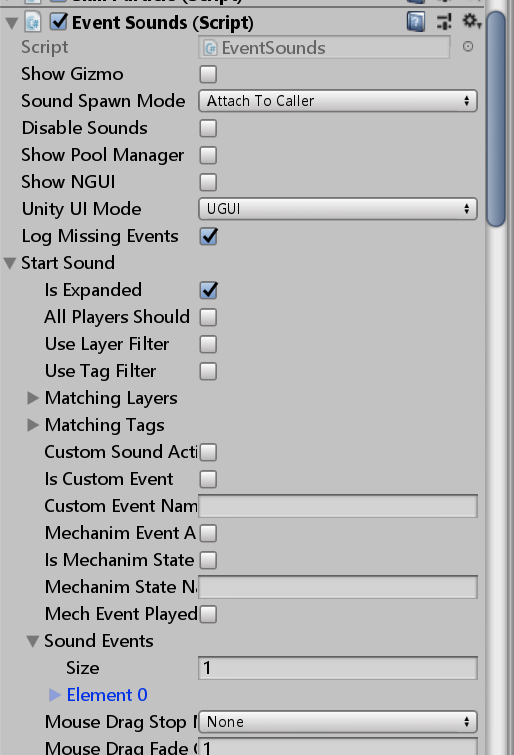 Event Sounds (Script)
Script EventSounds
Show Gizmo
Sound Spawn Mode Attach To Caller
Disable Sounds
Show Pool Manager
Show NGUI
Unity UI Mode UGUI
Log Missing Events
Start Sound
Is Expanded
All Players Should
Use Layer Filter
Use Tag Filter
Matching Layers
Matching Tags
Custom Sound Acti
Is Custom Event
Custom Event Nam
Mechanim Event A
Is Mechanim State
Mechanim State N
Mech Event Played
Sound Events
Size 1
Element 0
Mouse Drag Stop None
Mouse Drag Fade 1